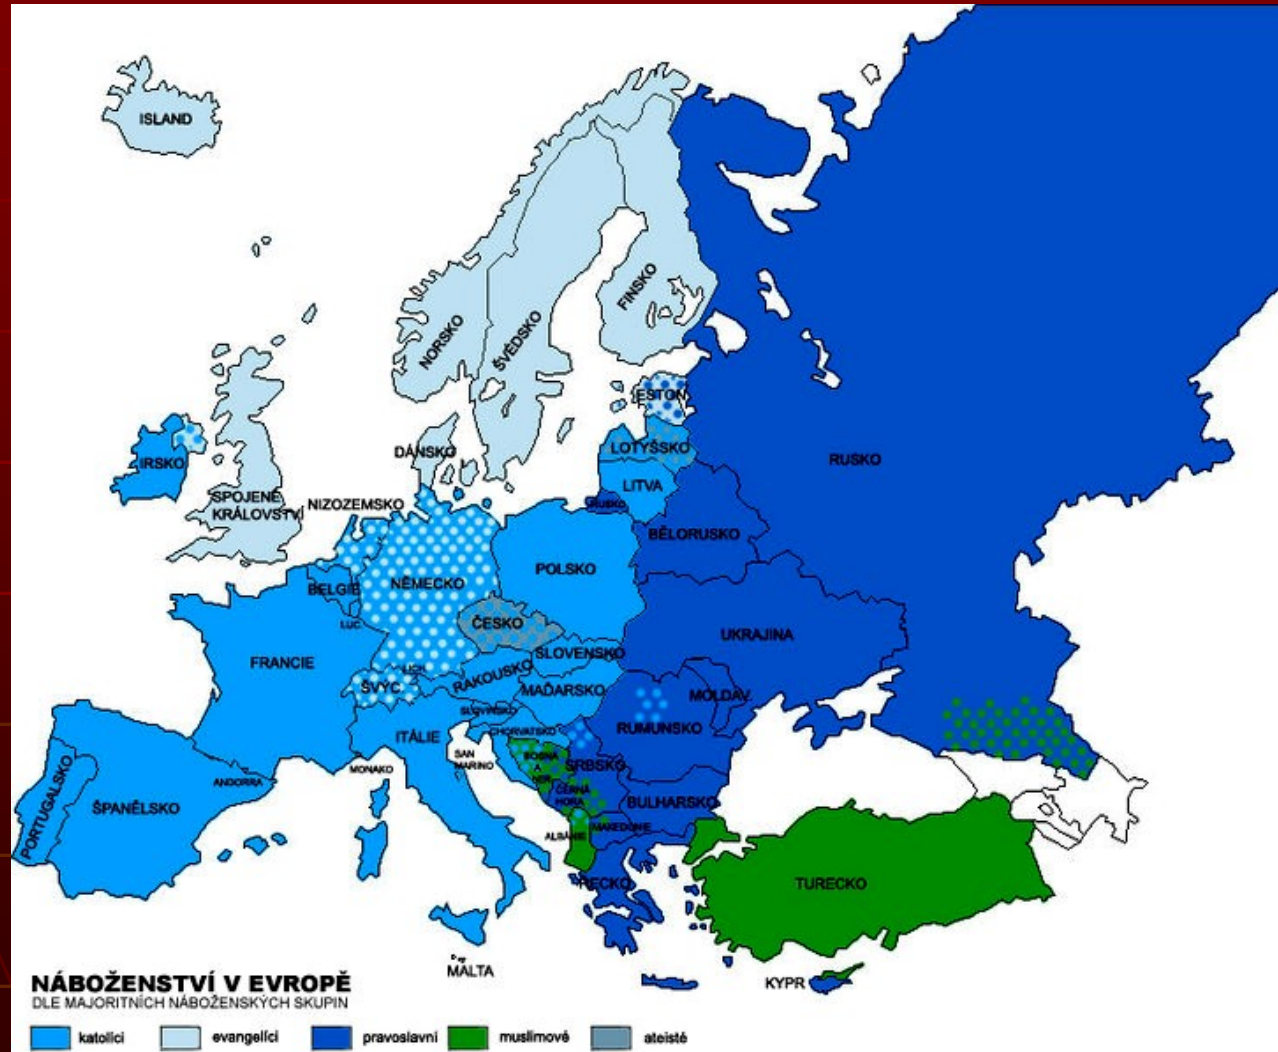 ISLAND
NORSKO
ŠVÉDSKO
FINSKO
ESTON
LOTYŠSKO
LITVA
RUSKO
RUSKO
IRSKO
SPOJENÉ
KRÁLOVSTVÍ
DÁNSKO
NIZOZEMSKO
BĚLORUSKO
BELGIE
LUC.
NĚMECKO
POLSKO
ČESKO
UKRAJINA
FRANCIE
LICH.
ŠVÝC.
RAKOUSKO
SLOVENSKO
MAĎARSKO
MOLDAV.
SLOVINSKO
CHORVATSKO
RUMUNSKO
ITÁLIE
SAN
MARINO
MONAKO
BOSNA
A
HER.
SRBSKO
ČERNÁ
HORA
BULHARSKO
ANDORRA
PORTUGALSKO
ŠPANĚLSKO
ALBÁNIE
MAKEDONIE
ŘECKO
TURECKO
MALTA
KYPR
NÁBOŽENSTVÍ V EVROPĚ
DLE MAJORITNÍCH NÁBOŽENSKÝCH SKUPIN
katolíci evangelíci pravoslavní muslimové ateisté